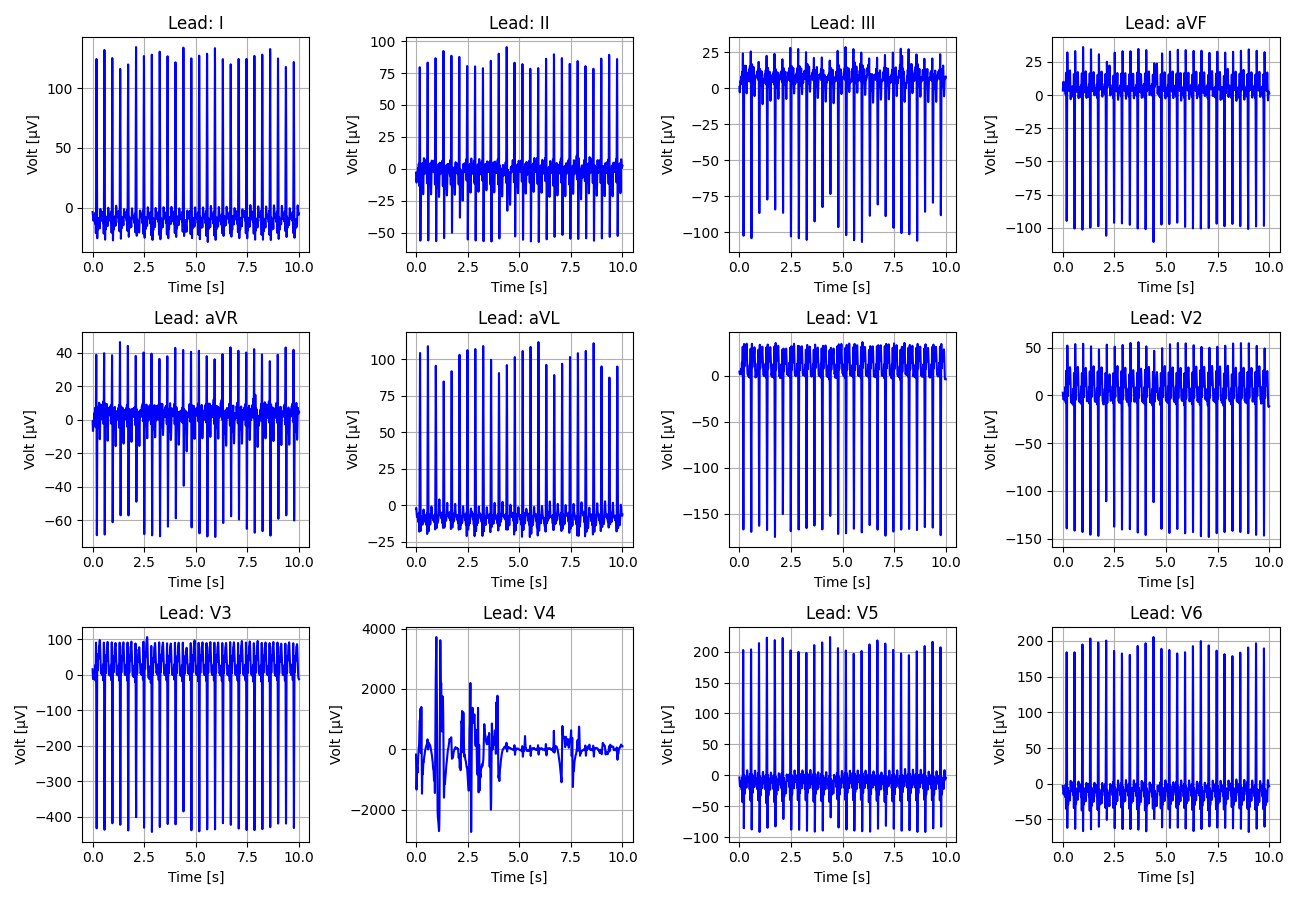 Lead: I Lead: II Lead: III Lead: aVF
100 50 0
Volt [µV]
0.0 2.5 5.0 7.5 10.0
Time [s]
100 75 50 25 0 −25 −50
Volt [µV]
0.0 2.5 5.0 7.5 10.0
Time [s]
25 0 −25 −50 −75 −100
Volt [µV]
0.0 2.5 5.0 7.5 10.0
Time [s]
25 0 −25 −50 −75 −100
Volt [µV]
0.0 2.5 5.0 7.5 10.0
Time [s]
Lead: aVR Lead: aVL Lead: V1 Lead: V2
40 20 0 −20 −40 −60
Volt [µV]
0.0 2.5 5.0 7.5 10.0
Time [s]
100 75 50 25 0 −25
Volt [µV]
0.0 2.5 5.0 7.5 10.0
Time [s]
0 −50 −100 −150
Volt [µV]
0.0 2.5 5.0 7.5 10.0
Time [s]
50 0 −50 −100 −150
Volt [µV]
0.0 2.5 5.0 7.5 10.0
Time [s]
Lead: V3 Lead: V4 Lead: V5 Lead: V6
100 0 −100 −200 −300 −400
Volt [µV]
0.0 2.5 5.0 7.5 10.0
Time [s]
4000 2000 0 −2000
Volt [µV]
0.0 2.5 5.0 7.5 10.0
Time [s]
200 150 100 50 0 −50 −100
Volt [µV]
0.0 2.5 5.0 7.5 10.0
Time [s]
200 150 100 50 0 −50
Volt [µV]
0.0 2.5 5.0 7.5 10.0
Time [s]